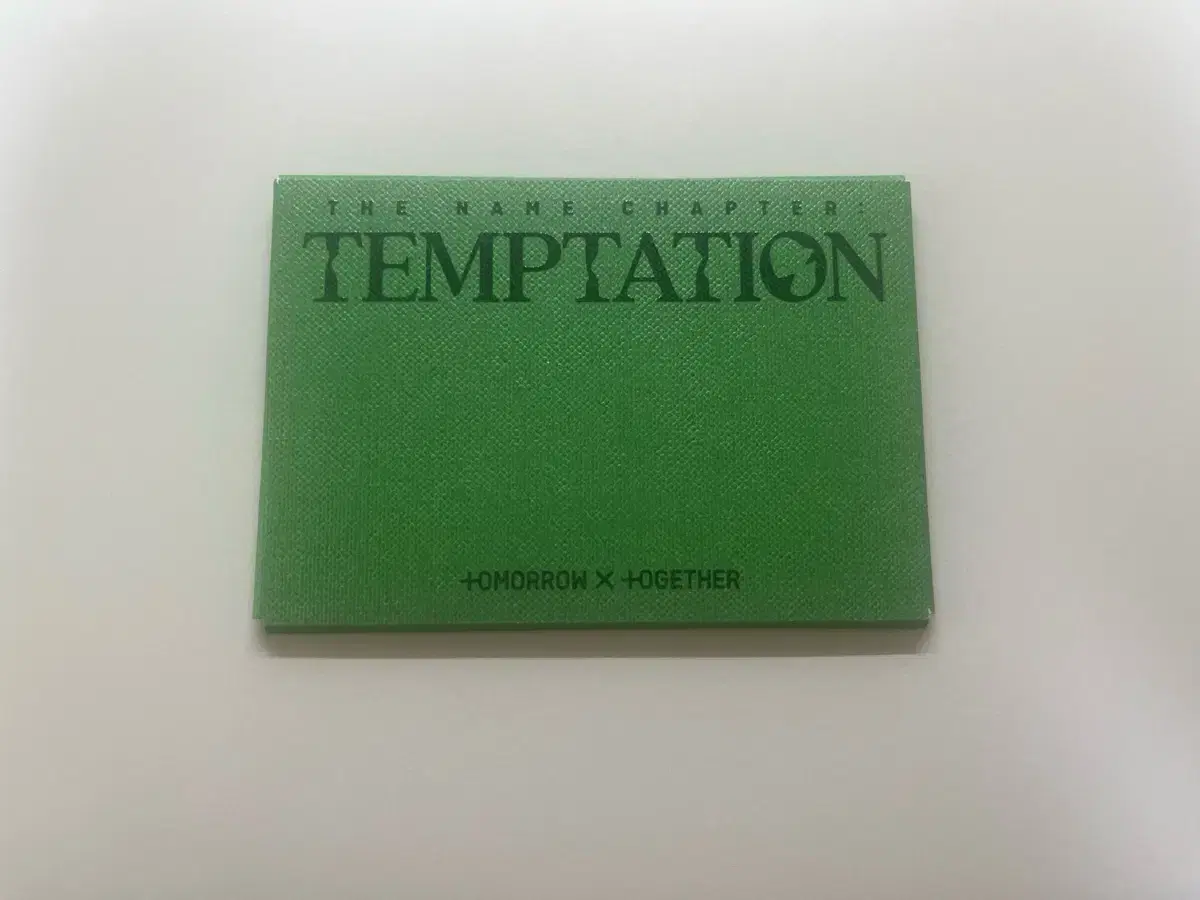 THE NAME CHAPTER:
TEMPTATION
TOMORROW X TOGETHER